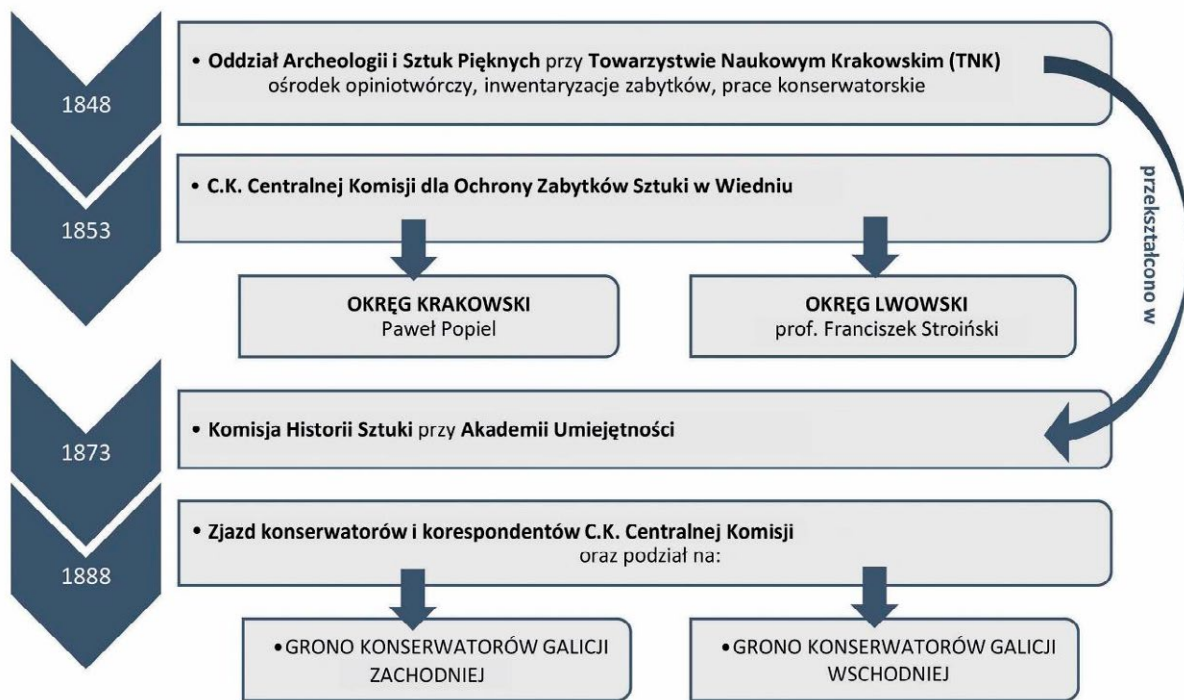 1848
• Oddział Archeologii i Sztuk Pięknych przy Towarzystwie Naukowym Krakowskim (TNK)
ośrodek opiniotwórczy, inwentaryzacje zabytków, prace konserwatorskie
przekształcono w
1853
• C.K. Centralnej Komisji dla Ochrony Zabytków Sztuki w Wiedniu
OKRĘG KRAKOWSKI
Paweł Popiel
OKRĘG LWOWSKI
prof. Franciszek Stroiński
1873
• Komisja Historii Sztuki przy Akademii Umiejętności
1888
• Zjazd konserwatorów i korespondentów C.K. Centralnej Komisji
oraz podział na:
•GRONO KONSERWATORÓW GALICJI
ZACHODNIEJ
•GRONO KONSERWATORÓW GALICJI
WSCHODNIEJ